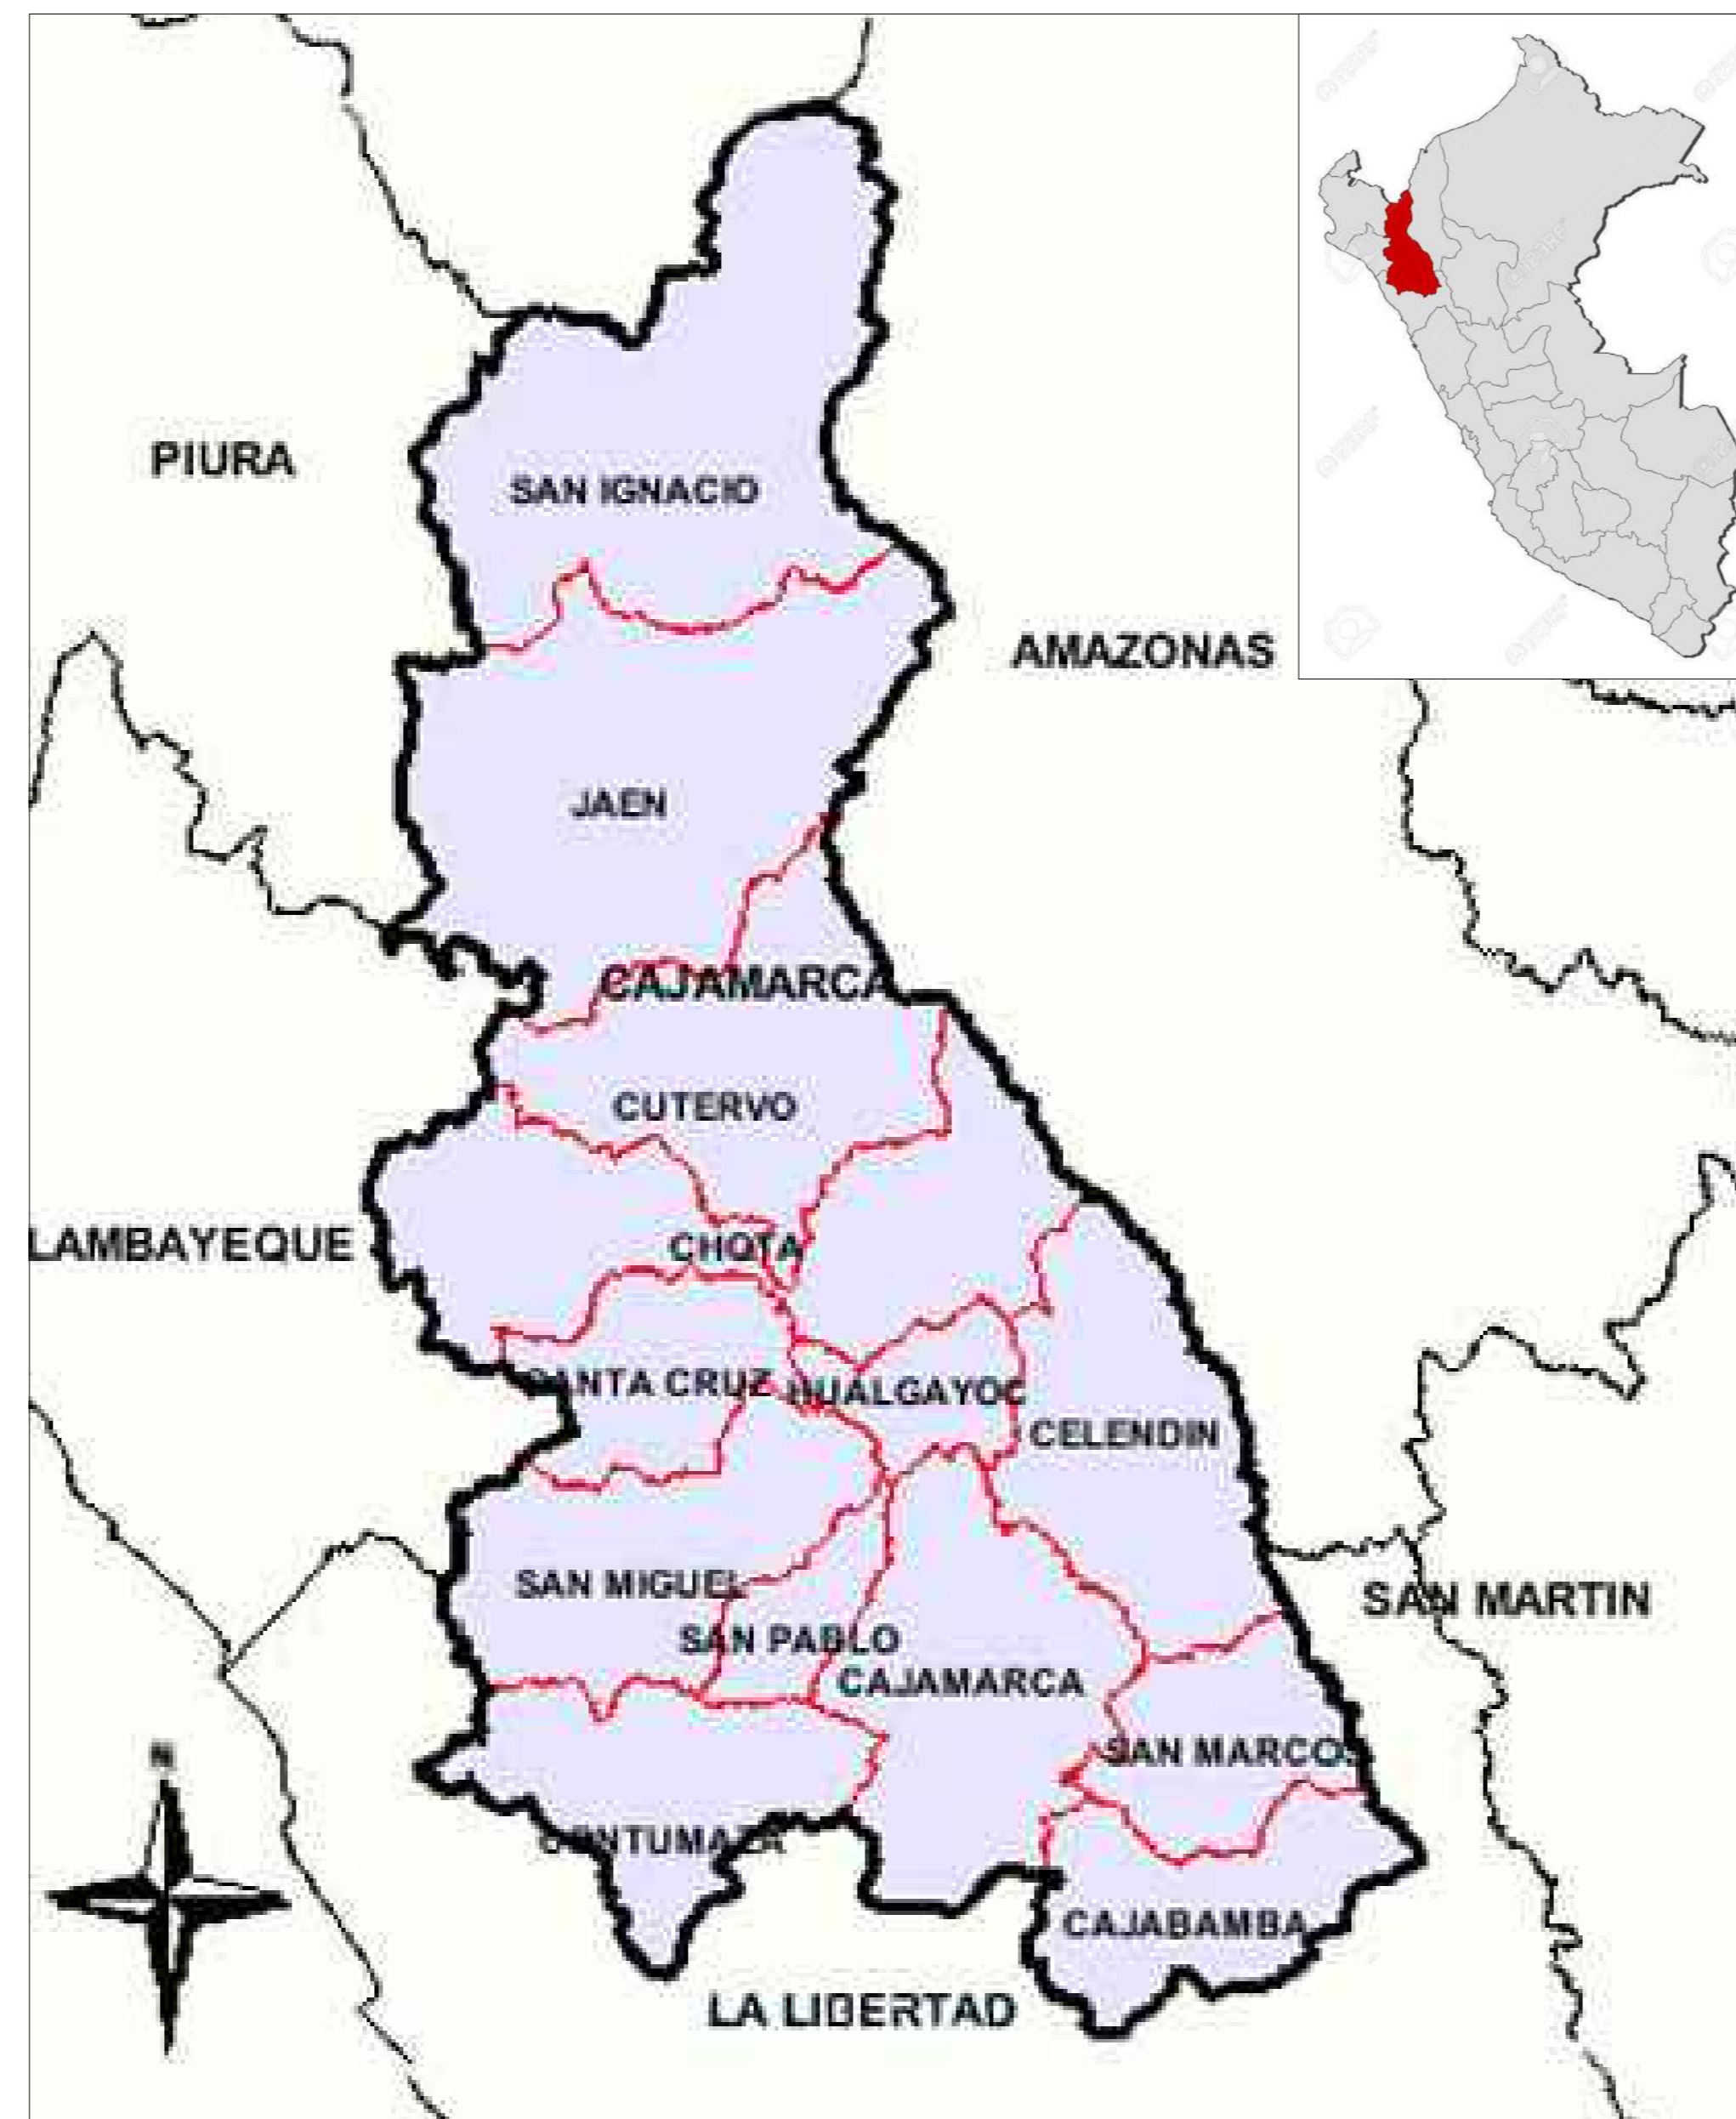 PIURA
SAN IGNACIO
AMAZONAS
JAEN
CAJAMARCA
CUTERVO
LAMBAYEQUE
CHOTA
SANTA CRUZ
HUALGAYOC
CELENDIN
SAN MIGUEL
SAN MARTIN
SAN PABLO
CAJAMARCA
SAN MARCOS
N
CONTUMAZA
CAJABAMBA
LA LIBERTAD